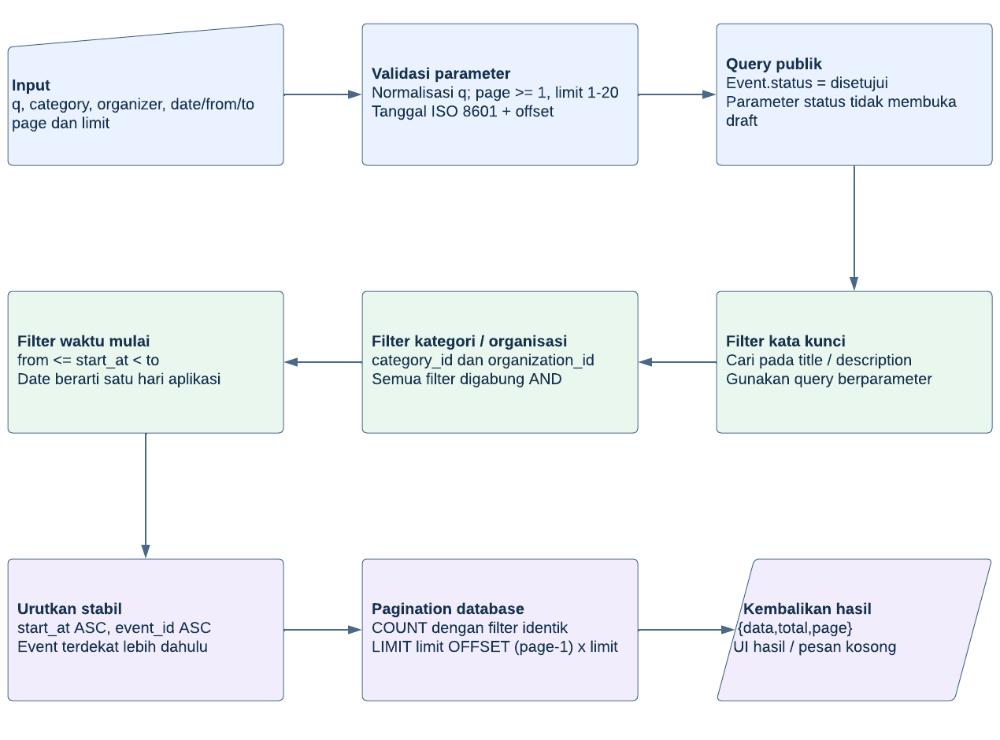 Input
q, category, organizer, date/from/to
page dan limit
Validasi parameter
Normalisasi q; page >= 1, limit 1-20
Tanggal ISO 8601 + offset
Query publik
Event.status = disetujui
Parameter status tidak membuka
draft
Filter kata kunci
Cari pada title / description
Gunakan query berparameter
Filter kategori / organisasi
category_id dan organization_id
Semua filter digabung AND
Filter waktu mulai
from <= start_at < to
Date berarti satu hari aplikasi
Urutkan stabil
start_at ASC, event_id ASC
Event terdekat lebih dahulu
Pagination database
COUNT dengan filter identik
LIMIT limit OFFSET (page-1) x limit
Kembalikan hasil
{data,total,page}
UI hasil / pesan kosong